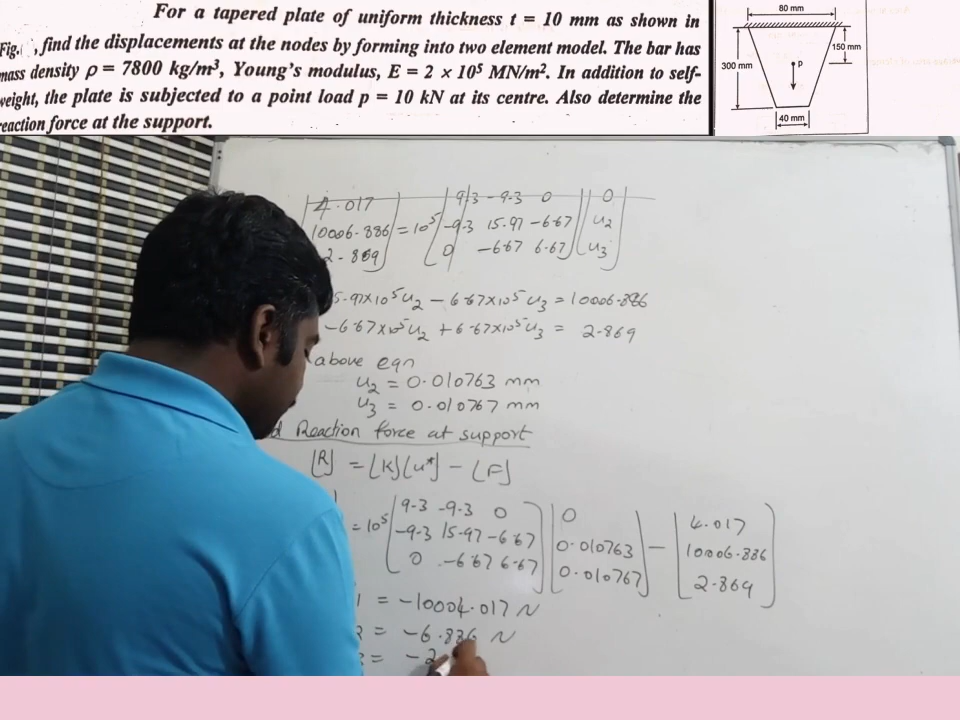 For a tapered plate of uniform thickness t = 10 mm as shown in
Fig. , find the displacements at the nodes by forming into two element model. The bar has
mass density ρ = 7800 kg/m³, Young's modulus, E = 2 × 10⁵ MN/m². In addition to self-
weight, the plate is subjected to a point load p = 10 kN at its centre. Also determine the
reaction force at the support.
80 mm
150 mm
300 mm
P
40 mm
4.017 9.3 -9.3 0 0
10006.886 = 10⁵ -9.3 15.97 -6.67 u₂
2.869 0 -6.67 6.67 u₃
5.97×10⁵u₂ - 6.67×10⁵u₃ = 10006.886
-6.67×10⁵u₂ + 6.67×10⁵u₃ = 2.869
above eqn
u₂ = 0.010763 mm
u₃ = 0.010767 mm
Reaction force at support
{R} = [K]{u*} - {F}
9.3 -9.3 0 0 4.017
= 10⁵ -9.3 15.97 -6.67 0.010763 - 10006.886
0 -6.67 6.67 0.010767 2.869
1 = -10004.017 N
2 = -6.886 N
= -2